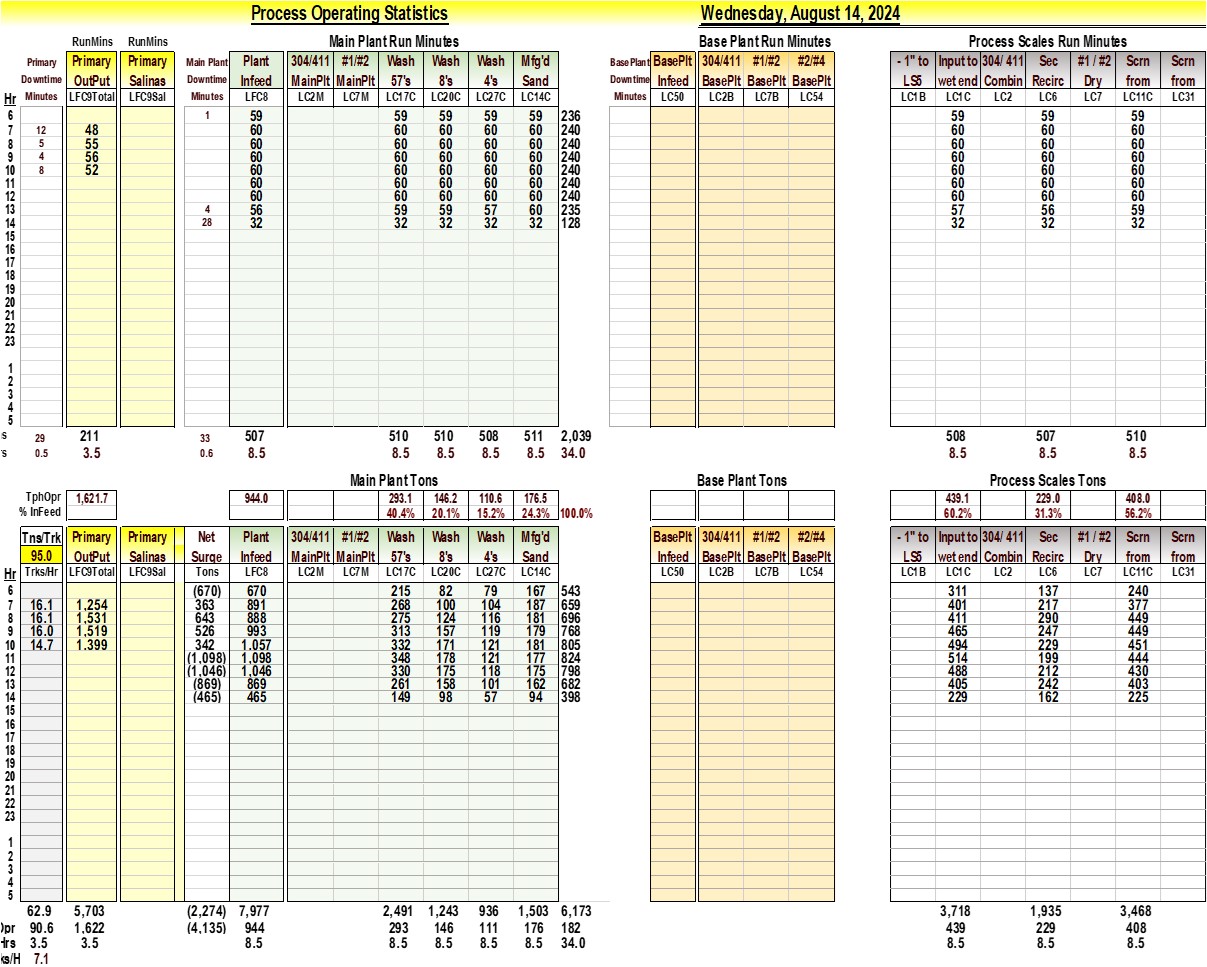 Process Operating Statistics Wednesday, August 14, 2024
RunMins RunMins Main Plant Run Minutes Base Plant Run Minutes Process Scales Run Minutes
Primary Primary Primary Main Plant Plant 304/411 #1/#2 Wash Wash Wash Mfg'd Base Plant BasePlt 304/411 #1/#2 #2/#4 - 1" to Input to 304/ 411 Sec #1 / #2 Scrn Scrn
Downtime OutPut Salinas Downtime Infeed MainPlt MainPlt 57's 8's 4's Sand Downtime Infeed BasePlt BasePlt BasePlt LS5 wet end Combin Recirc Dry from from
Hr Minutes LFC9Total LFC9Sal Minutes LFC8 LC2M LC7M LC17C LC20C LC27C LC14C Minutes LC50 LC2B LC7B LC54 LC1B LC1C LC2 LC6 LC7 LC11C LC31
6 1 59 59 59 59 59 236 59 59 59
7 12 48 60 60 60 60 60 240 60 60 60
8 5 55 60 60 60 60 60 240 60 60 60
9 4 56 60 60 60 60 60 240 60 60 60
10 8 52 60 60 60 60 60 240 60 60 60
11 60 60 60 60 60 240 60 60 60
12 60 60 60 60 60 240 60 60 60
13 4 56 59 59 57 60 235 57 56 59
14 28 32 32 32 32 32 128 32 32 32
15
16
17
18
19
20
21
22
23
1
2
3
4
5
s 29 211 33 507 510 510 508 511 2,039 508 507 510
's 0.5 3.5 0.6 8.5 8.5 8.5 8.5 8.5 34.0 8.5 8.5 8.5
Main Plant Tons Base Plant Tons Process Scales Tons
TphOpr 1,621.7 944.0 293.1 146.2 110.6 176.5 439.1 229.0 408.0
% InFeed 40.4% 20.1% 15.2% 24.3% 100.0% 60.2% 31.3% 56.2%
Tns/Trk Primary Primary Net Plant 304/411 #1/#2 Wash Wash Wash Mfg'd BasePlt 304/411 #1/#2 #2/#4 - 1" to Input to 304/ 411 Sec #1 / #2 Scrn Scrn
95.0 OutPut Salinas Surge Infeed MainPlt MainPlt 57's 8's 4's Sand Infeed BasePlt BasePlt BasePlt LS5 wet end Combin Recirc Dry from from
Hr Trks/Hr LFC9Total LFC9Sal Tons LFC8 LC2M LC7M LC17C LC20C LC27C LC14C LC50 LC2B LC7B LC54 LC1B LC1C LC2 LC6 LC7 LC11C LC31
6 (670) 670 215 82 79 167 543 311 137 240
7 16.1 1,254 363 891 268 100 104 187 659 401 217 377
8 16.1 1,531 643 888 275 124 116 181 696 411 290 449
9 16.0 1,519 526 993 313 157 119 179 768 465 247 449
10 14.7 1,399 342 1,057 332 171 121 181 805 494 229 451
11 (1,098) 1,098 348 178 121 177 824 514 199 444
12 (1,046) 1,046 330 175 118 175 798 488 212 430
13 (869) 869 261 158 101 162 682 405 242 403
14 (465) 465 149 98 57 94 398 229 162 225
15
16
17
18
19
20
21
22
23
1
2
3
4
5
62.9 5,703 (2,274) 7,977 2,491 1,243 936 1,503 6,173 3,718 1,935 3,468
Opr 90.6 1,622 (4,135) 944 293 146 111 176 182 439 229 408
Hrs 3.5 3.5 8.5 8.5 8.5 8.5 8.5 34.0 8.5 8.5 8.5
ks/H 7.1